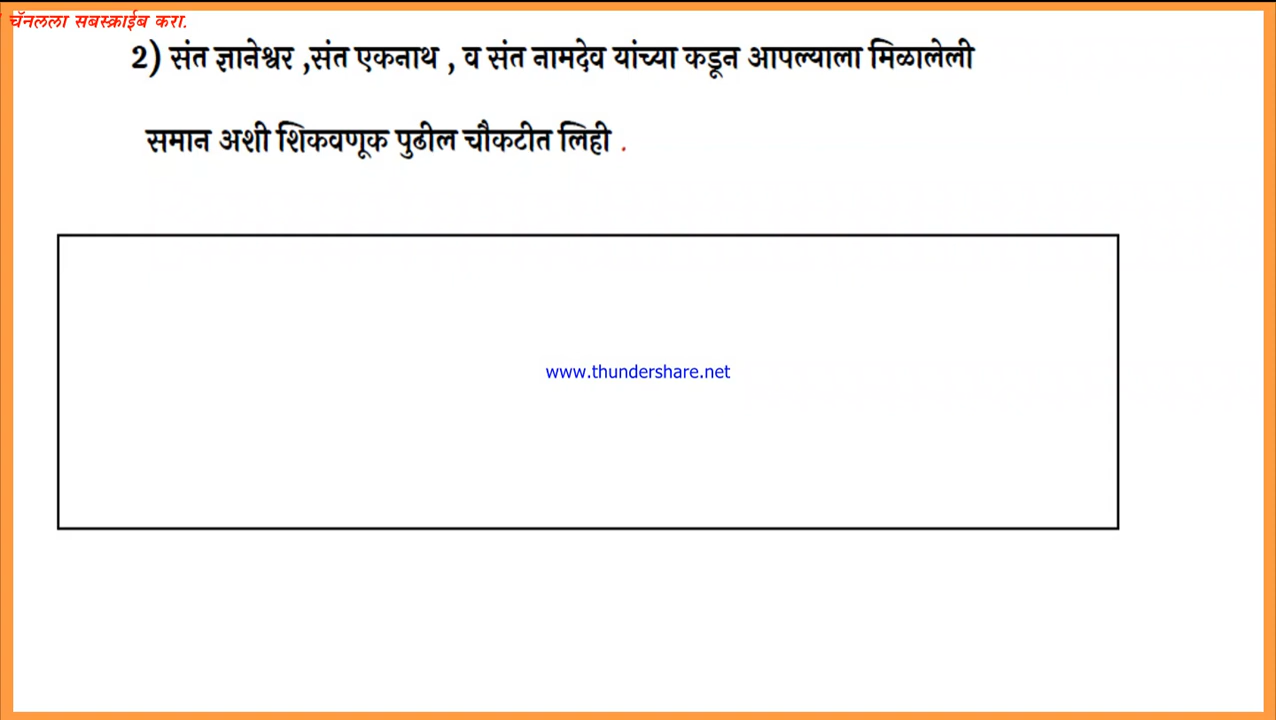 चॅनलला सबस्क्राईब करा.
2) संत ज्ञानेश्वर ,संत एकनाथ , व संत नामदेव यांच्या कडून आपल्याला मिळालेली
समान अशी शिकवणूक पुढील चौकटीत लिही .
www.thundershare.net